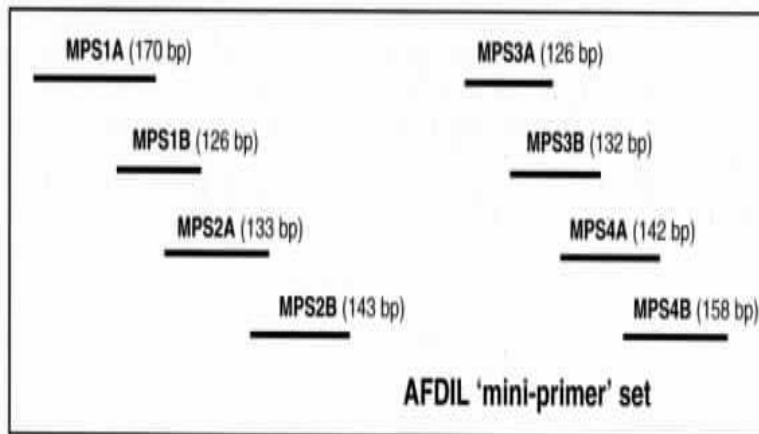 MPS1A (170 bp)
MPS3A (126 bp)
MPS1B (126 bp)
MPS3B (132 bp)
MPS2A (133 bp)
MPS4A (142 bp)
MPS2B (143 bp)
MPS4B (158 bp)
AFDIL ‘mini-primer’ set